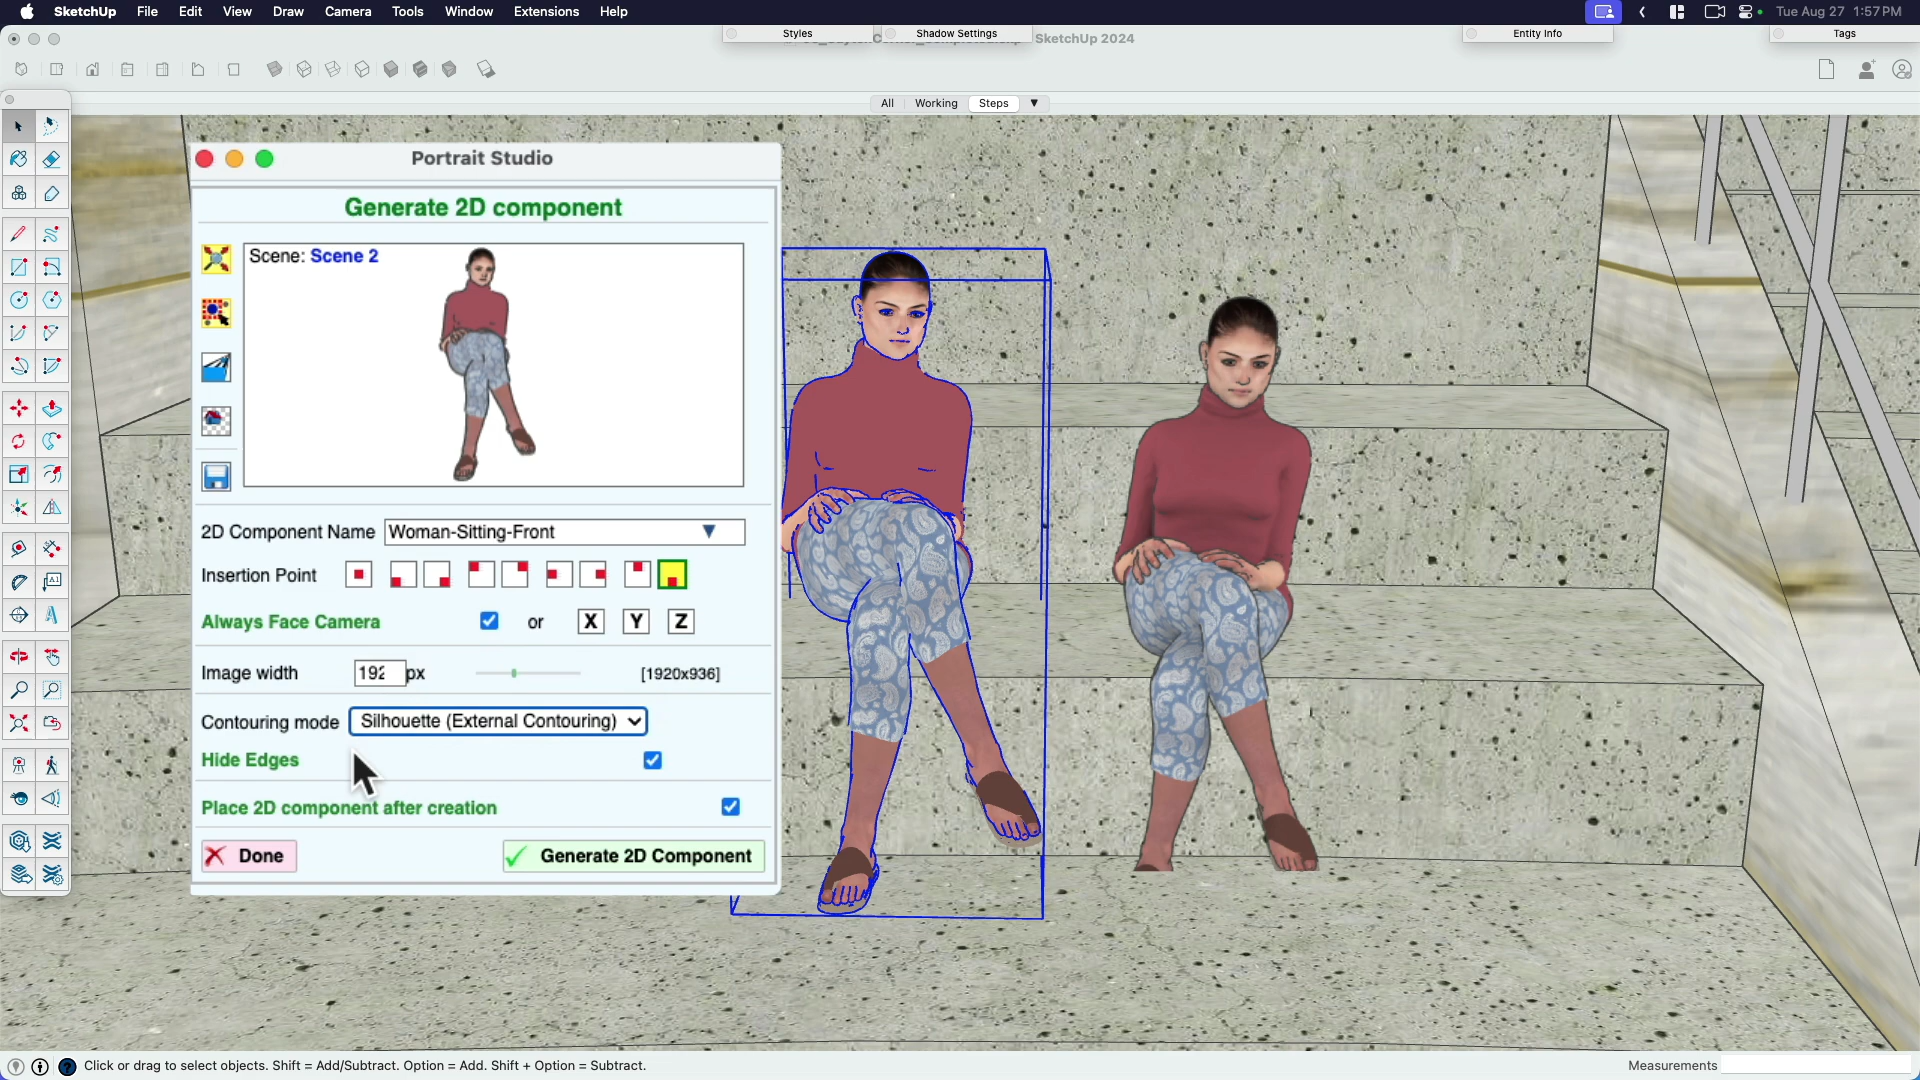 SketchUp File Edit View Draw Camera Tools Window Extensions Help Tue Aug 27 1:57PM
Styles Shadow Settings SketchUp 2024 Entity Info Tags
All Working Steps
Portrait Studio
Generate 2D component
Scene: Scene 2
2D Component Name Woman-Sitting-Front
Insertion Point
Always Face Camera or X Y Z
Image width 192 px [1920x936]
Contouring mode Silhouette (External Contouring)
Hide Edges
Place 2D component after creation
Done Generate 2D Component
Click or drag to select objects. Shift = Add/Subtract. Option = Add. Shift + Option = Subtract. Measurements